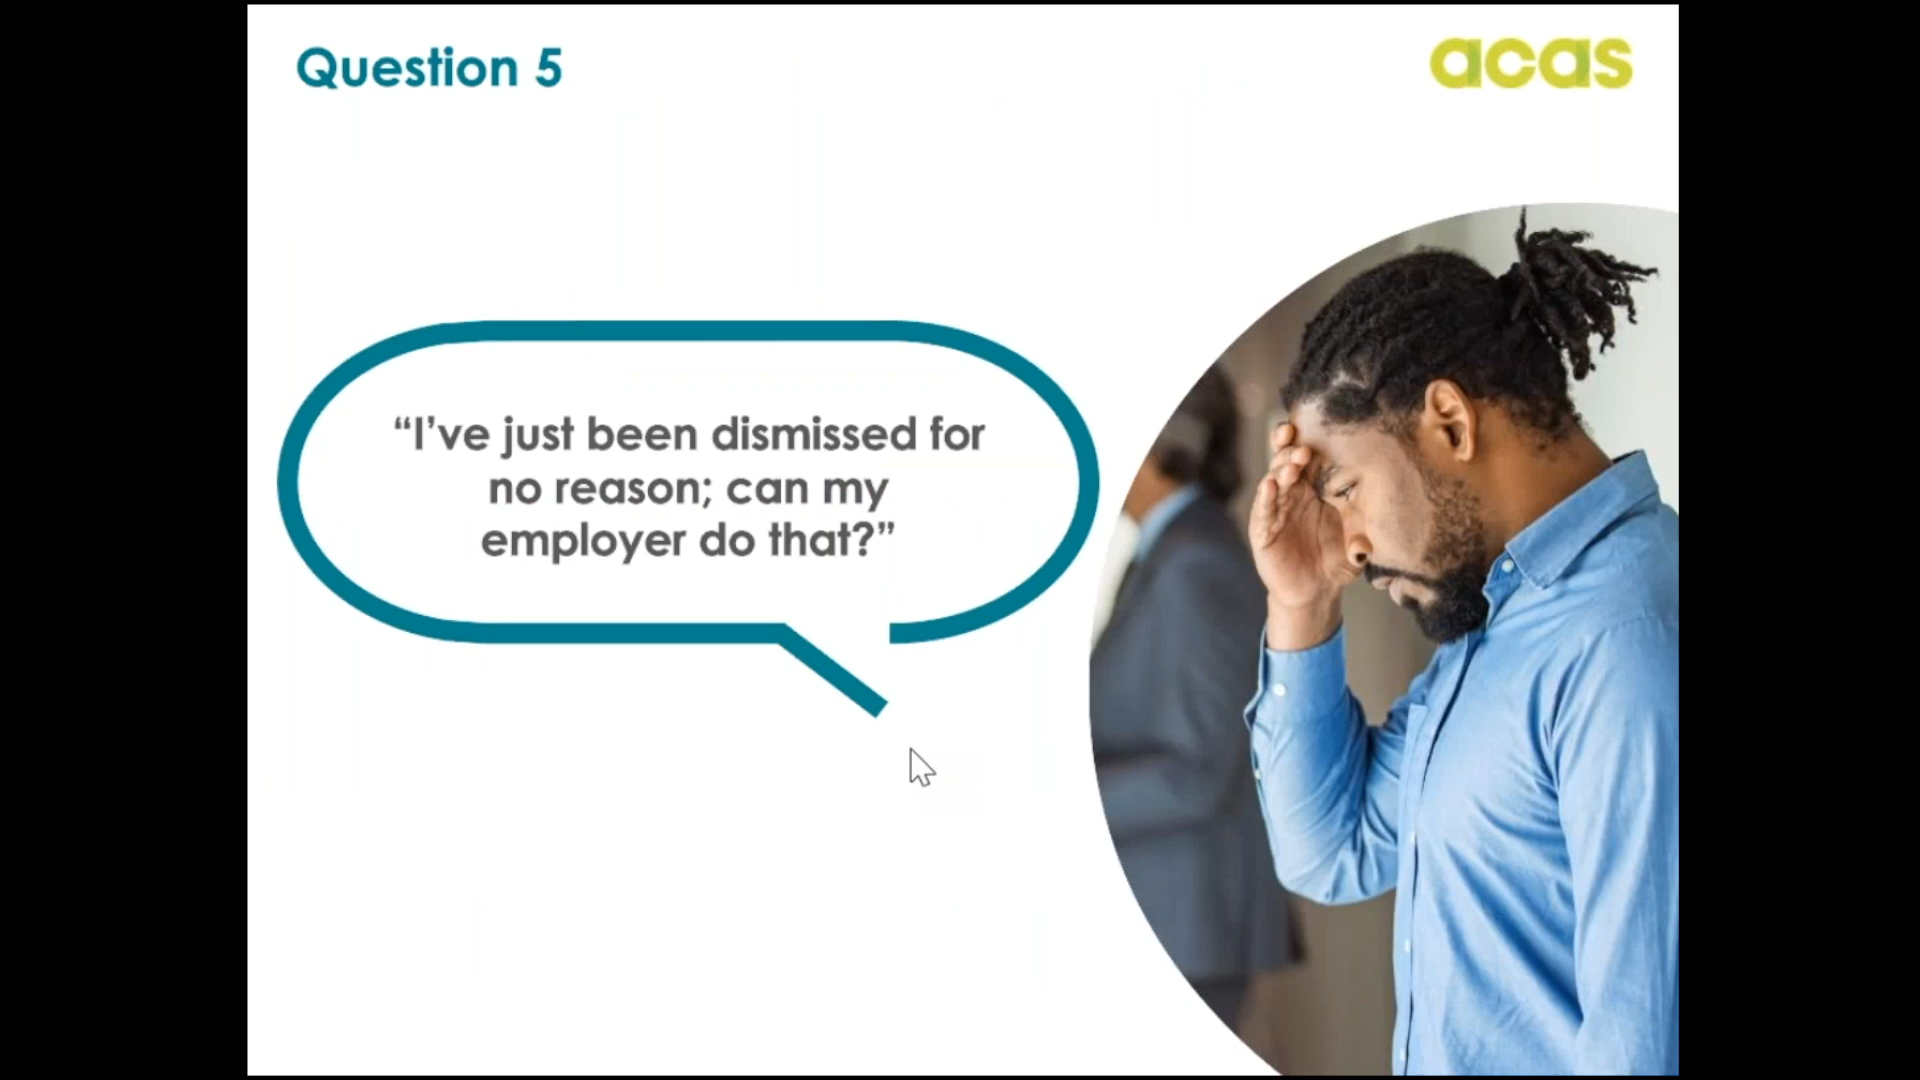 Question 5
acas
“I’ve just been dismissed for
no reason; can my
employer do that?”